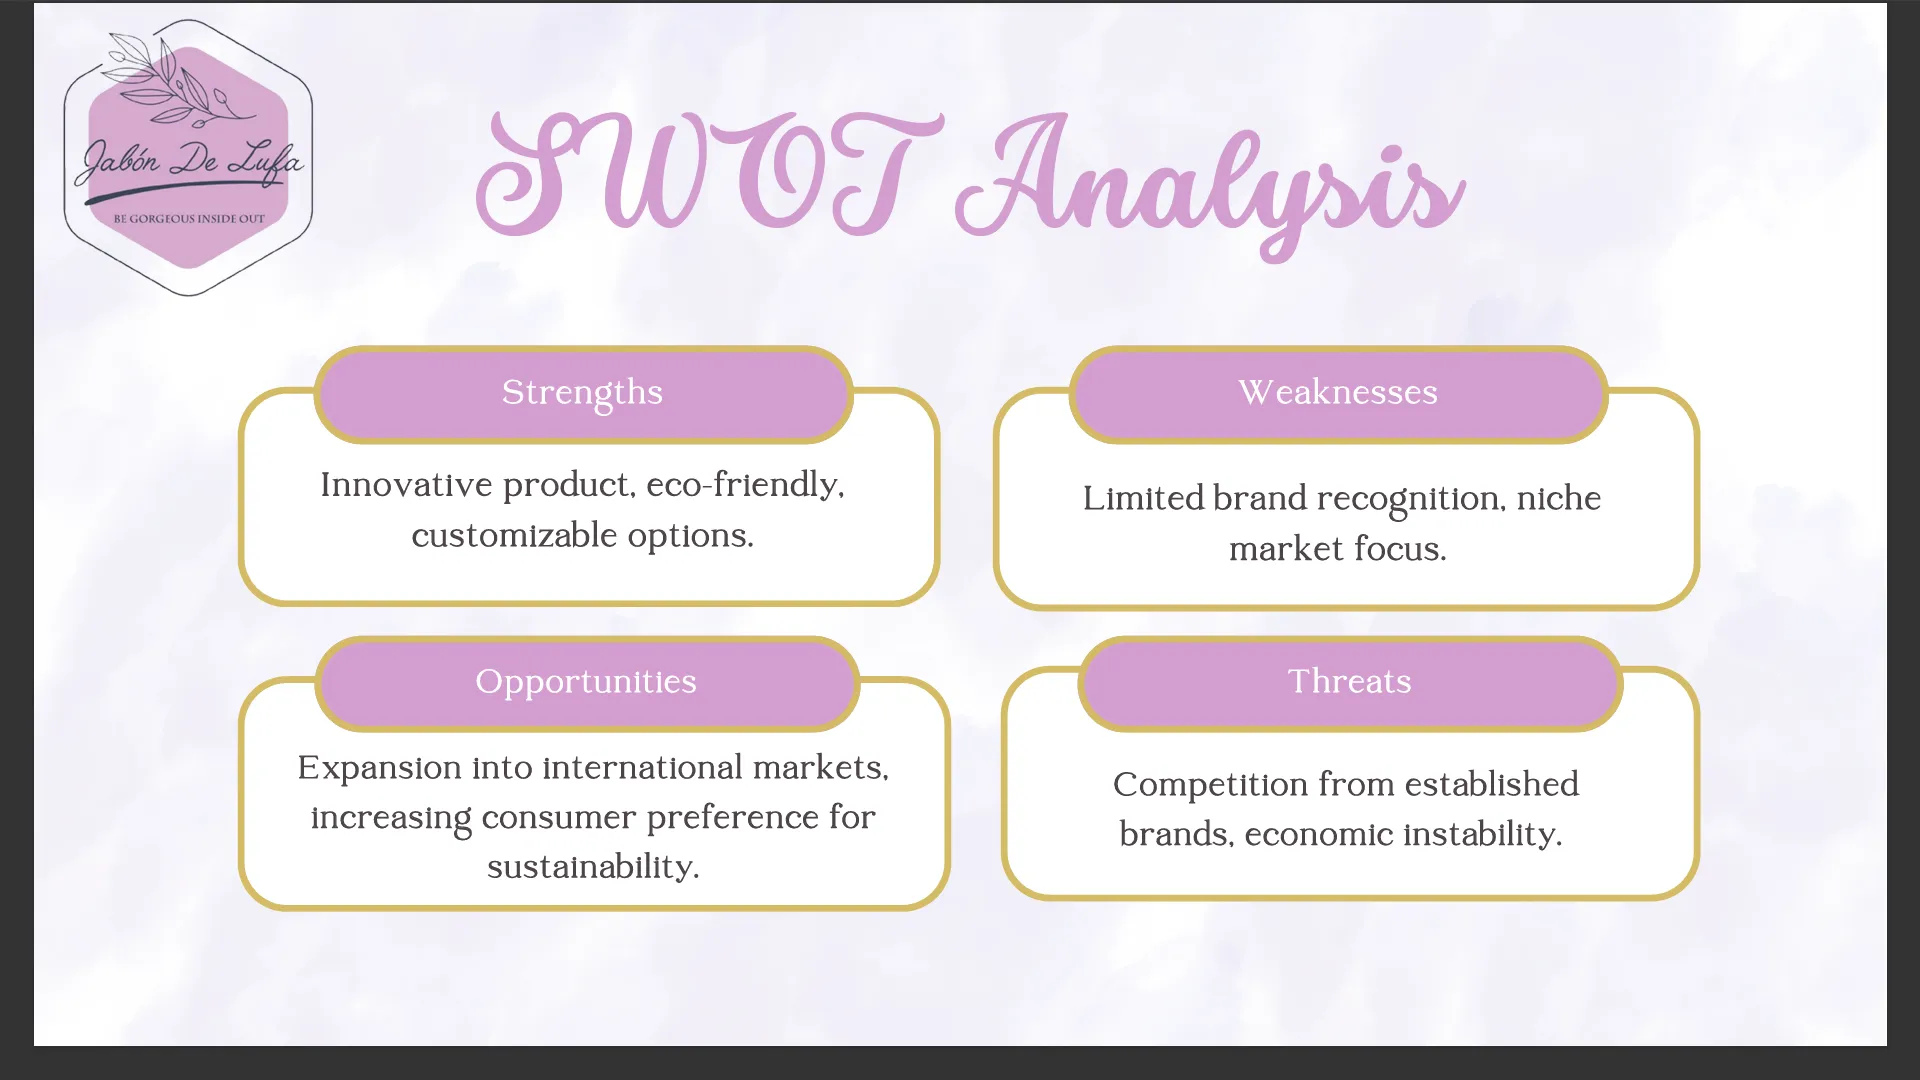 Jabón De Lufa
BE GORGEOUS INSIDE OUT
SWOT Analysis
Strengths
Innovative product, eco-friendly,
customizable options.
Weaknesses
Limited brand recognition, niche
market focus.
Opportunities
Expansion into international markets,
increasing consumer preference for
sustainability.
Threats
Competition from established
brands, economic instability.